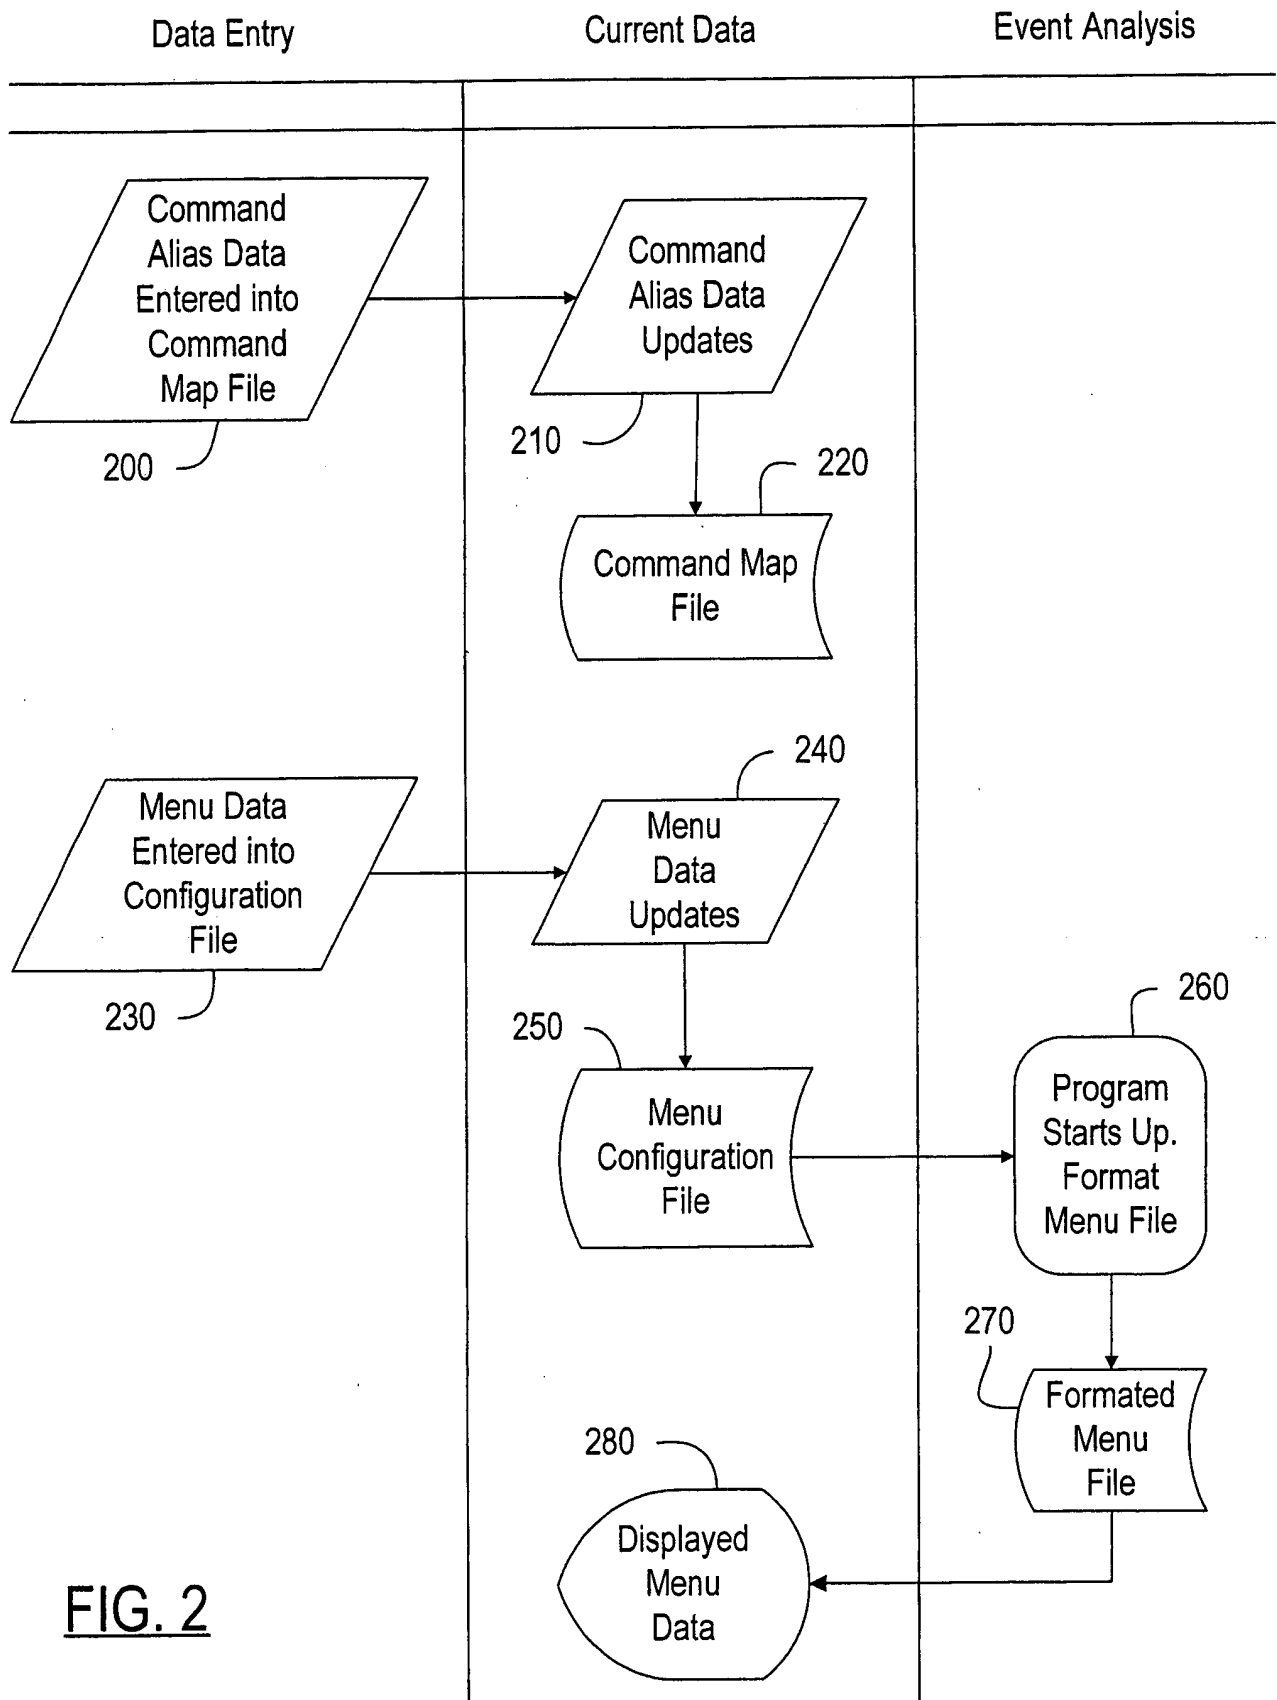 Data Entry
Current Data
Event Analysis
Command
Alias Data
Entered into
Command
Map File
200
Command
Alias Data
Updates
210
220
Command Map
File
Menu Data
Entered into
Configuration
File
230
240
Menu
Data
Updates
250
Menu
Configuration
File
260
Program
Starts Up.
Format
Menu File
270
Formated
Menu
File
280
Displayed
Menu
Data
FIG. 2